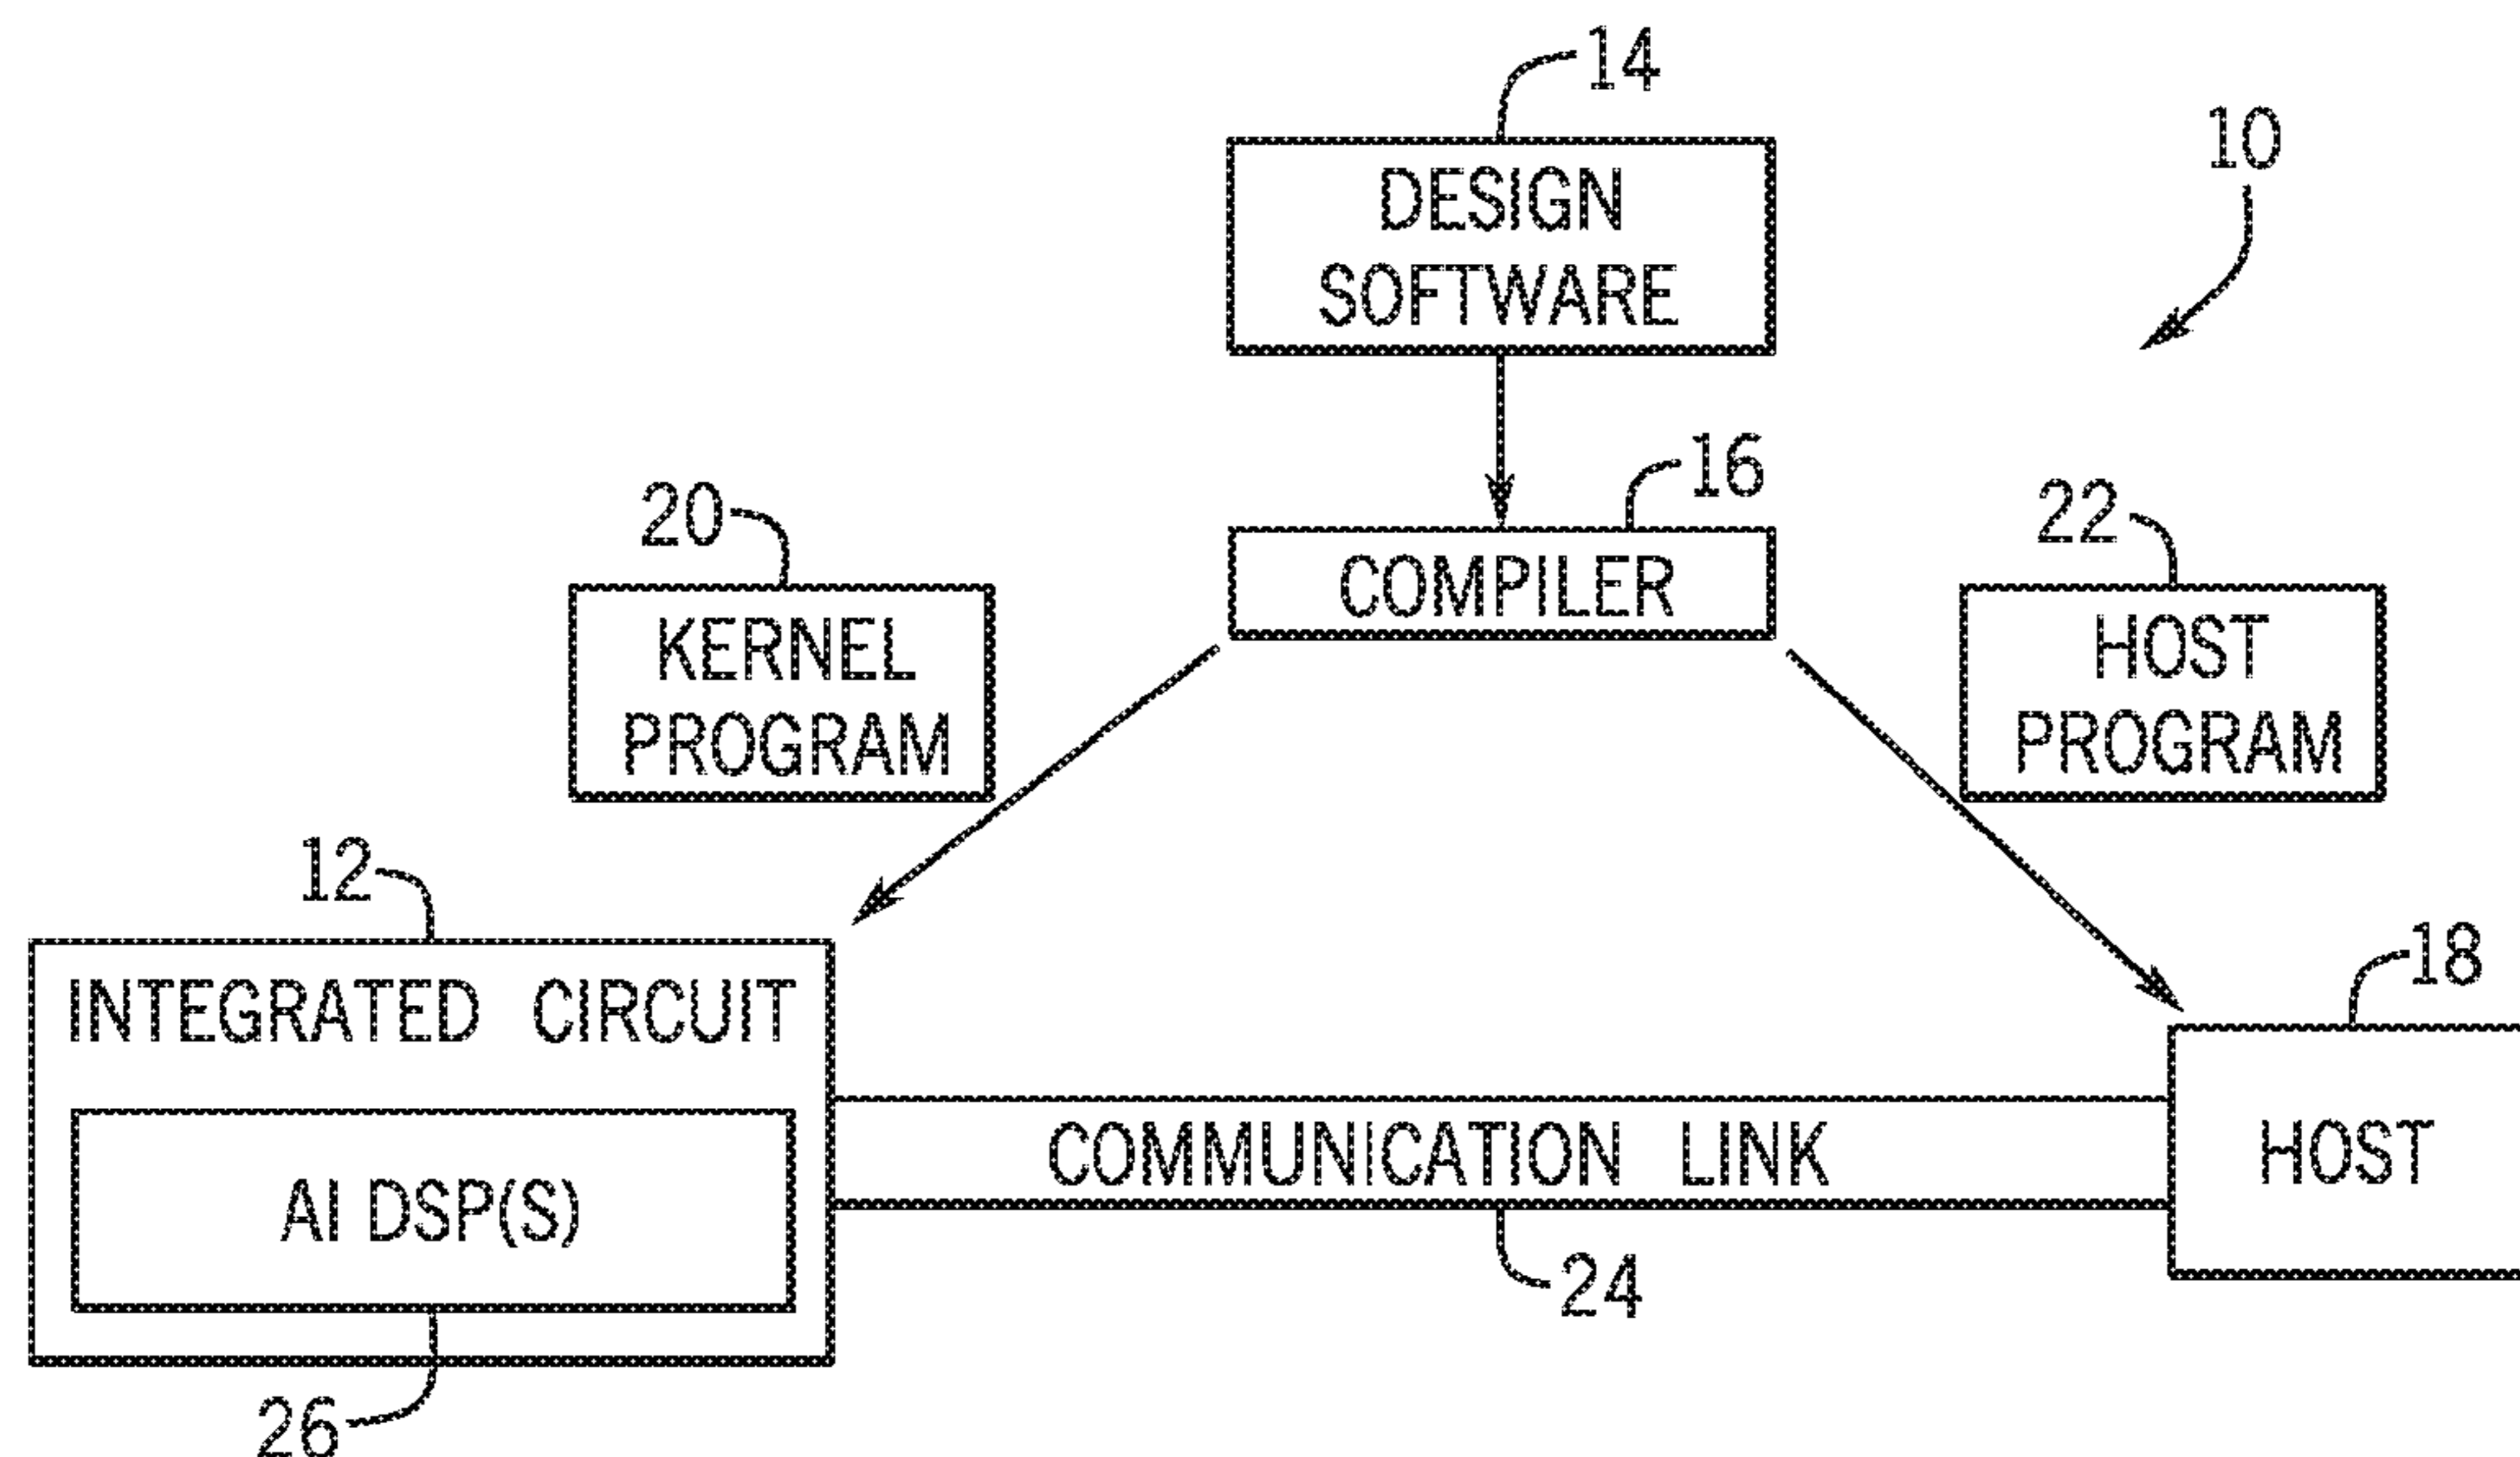 14
10
DESIGN
SOFTWARE
16
COMPILER
20
KERNEL
PROGRAM
22
HOST
PROGRAM
12
INTEGRATED CIRCUIT
AI DSP(S)
26
COMMUNICATION LINK
24
18
HOST